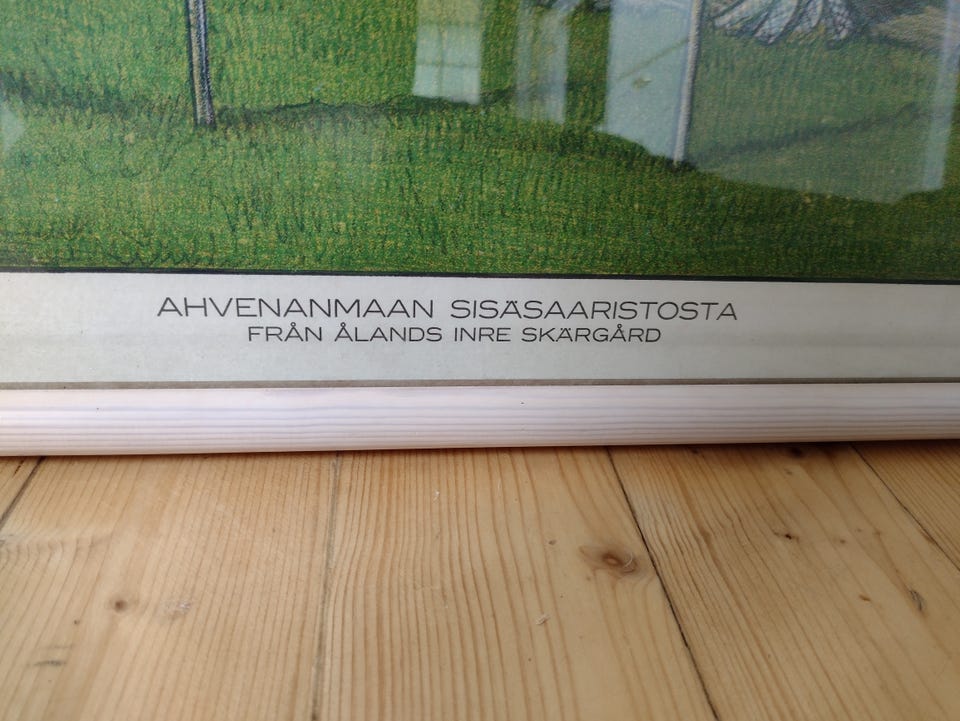 AHVENANMAAN SISÄSAARISTOSTA
FRÅN ÅLANDS INRE SKÄRGÅRD